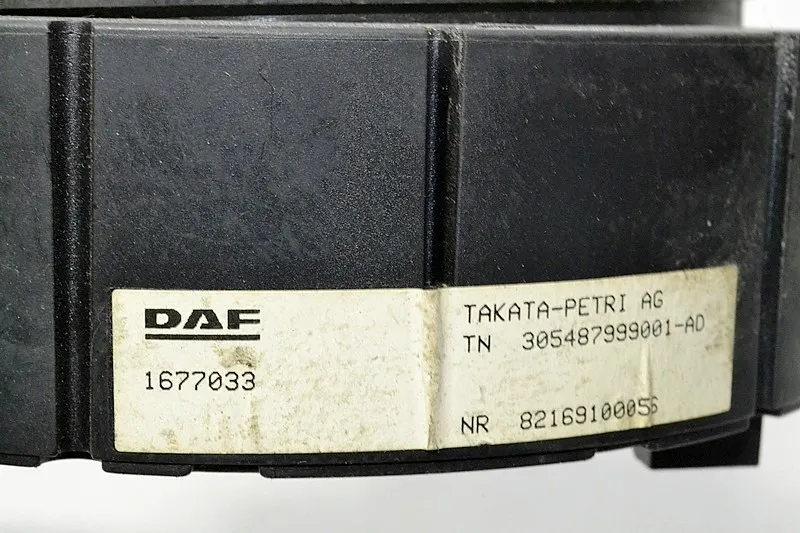 DAF
1677033
TAKATA-PETRI AG
TN 305487999001-AD
NR 82169100056